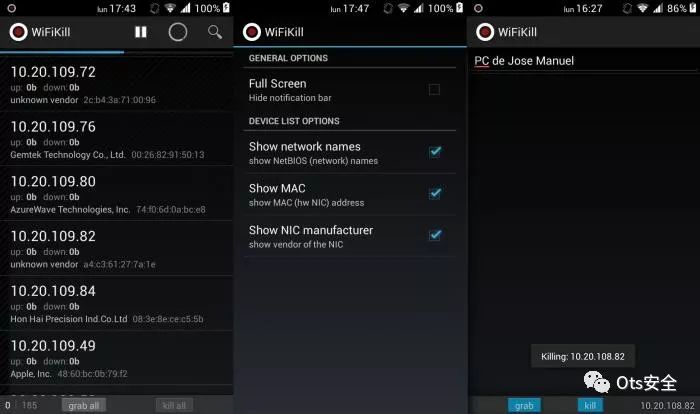 lun 17:43 100%
WiFiKill
10.20.109.72
up: 0b down:0b
unknown vendor 2c:b4:3a:71:00:96
10.20.109.76
up: 0b down:0b
Gemtek Technology Co., Ltd. 00:26:82:91:50:13
10.20.109.80
up: 0b down:0b
AzureWave Technologies, Inc. 74:f0:6d:0a:bc:e8
10.20.109.82
up: 0b down:0b
unknown vendor a4:c3:61:27:7a:1e
10.20.109.84
up: 0b down:0b
Hon Hai Precision Ind.Co.Ltd 08:3e:8e:ce:c5:5b
10.20.109.49
up: 0b down:0b
Apple, Inc. 48:60:bc:0b:79:f2
0 185 grab all kill all
lun 17:47 100%
WiFiKill
GENERAL OPTIONS
Full Screen
Hide notification bar
DEVICE LIST OPTIONS
Show network names
show NetBIOS (network) names
Show MAC
show MAC (hw NIC) address
Show NIC manufacturer
show vendor of the NIC
lun 16:27 86%
WiFiKill
PC de Jose Manuel
Killing: 10.20.108.82
Ots安全
grab kill 10.20.108.82